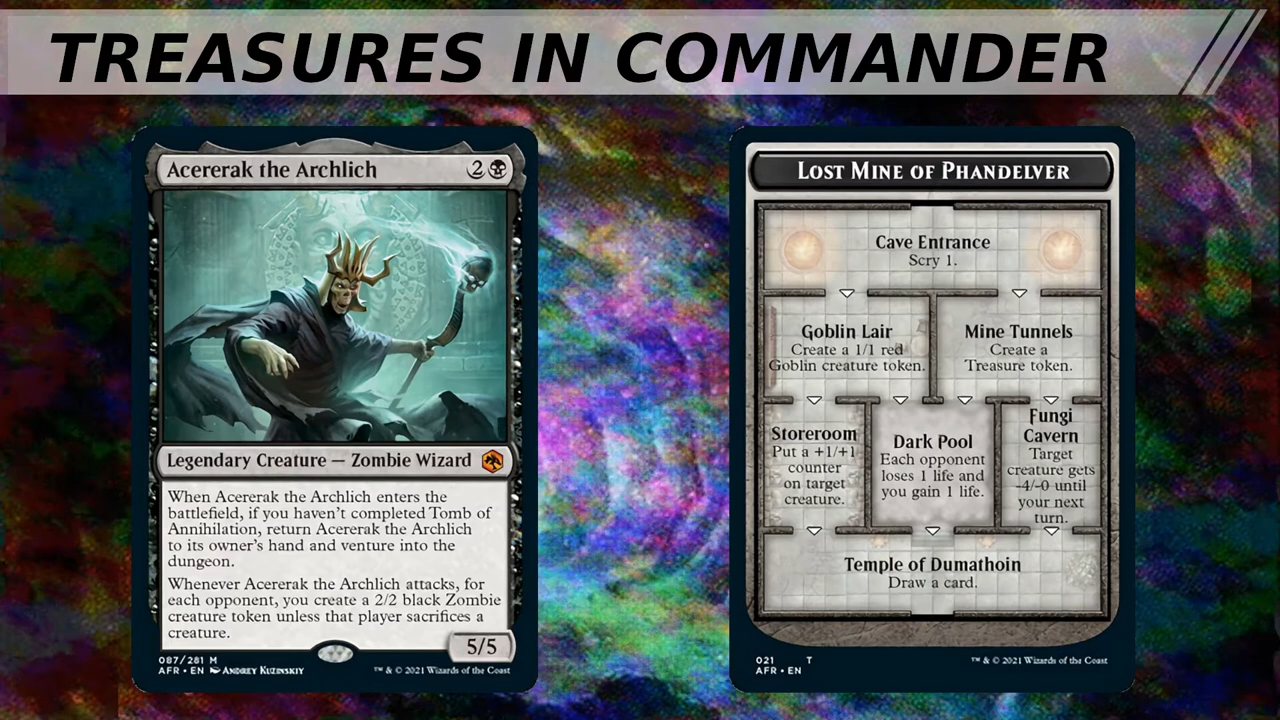 TREASURES IN COMMANDER
Acererak the Archlich 2
Legendary Creature — Zombie Wizard
When Acererak the Archlich enters the
battlefield, if you haven't completed Tomb of
Annihilation, return Acererak the Archlich
to its owner's hand and venture into the
dungeon.
Whenever Acererak the Archlich attacks, for
each opponent, you create a 2/2 black Zombie
creature token unless that player sacrifices a
creature.
5/5
087/281 M
AFR • EN Andrey Kuzinskiy ™ & © 2021 Wizards of the Coast
Lost Mine of Phandelver
Cave Entrance
Scry 1.
Goblin Lair
Create a 1/1 red
Goblin creature token.
Mine Tunnels
Create a
Treasure token.
Storeroom
Put a +1/+1
counter
on target
creature.
Dark Pool
Each opponent
loses 1 life and
you gain 1 life.
Fungi
Cavern
Target
creature gets
-4/-0 until
your next
turn.
Temple of Dumathoin
Draw a card.
021 T
AFR • EN
™ & © 2021 Wizards of the Coast